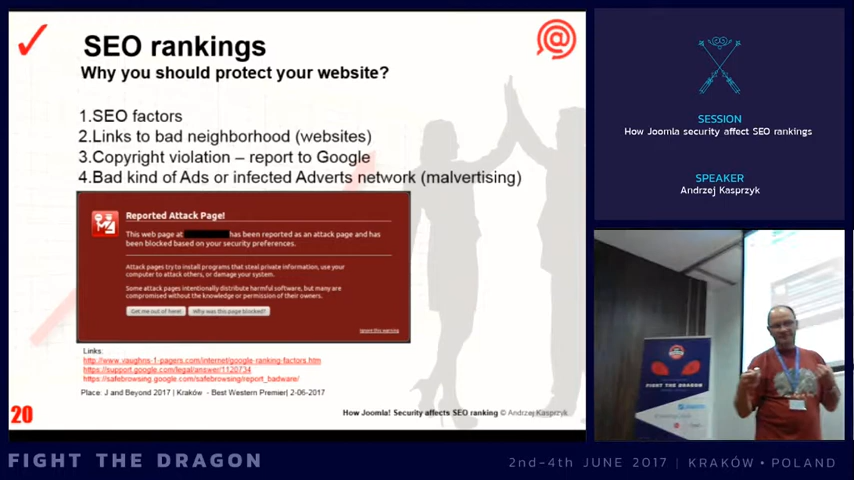 SEO rankings
Why you should protect your website?
1.SEO factors
2.Links to bad neighborhood (websites)
3.Copyright violation – report to Google
4.Bad kind of Ads or infected Adverts network (malvertising)
Reported Attack Page!
This web page at has been reported as an attack page and has
been blocked based on your security preferences.
Attack pages try to install programs that steal private information, use your
computer to attack others, or damage your system.
Some attack pages intentionally distribute harmful software, but many are
compromised without the knowledge or permission of their owners.
Get me out of here!
Why was this page blocked?
Ignore this warning
Links:
http://www.vaughns-1-pagers.com/internet/google-ranking-factors.htm
https://support.google.com/legal/answer/1120734
https://safebrowsing.google.com/safebrowsing/report_badware/
Place: J and Beyond 2017 | Kraków - Best Western Premier| 2-06-2017
20
How Joomla! Security affects SEO ranking © Andrzej Kasprzyk
SESSION
How Joomla security affect SEO rankings
SPEAKER
Andrzej Kasprzyk
FIGHT THE DRAGON
FIGHT THE DRAGON
2nd-4th JUNE 2017 | KRAKÓW • POLAND